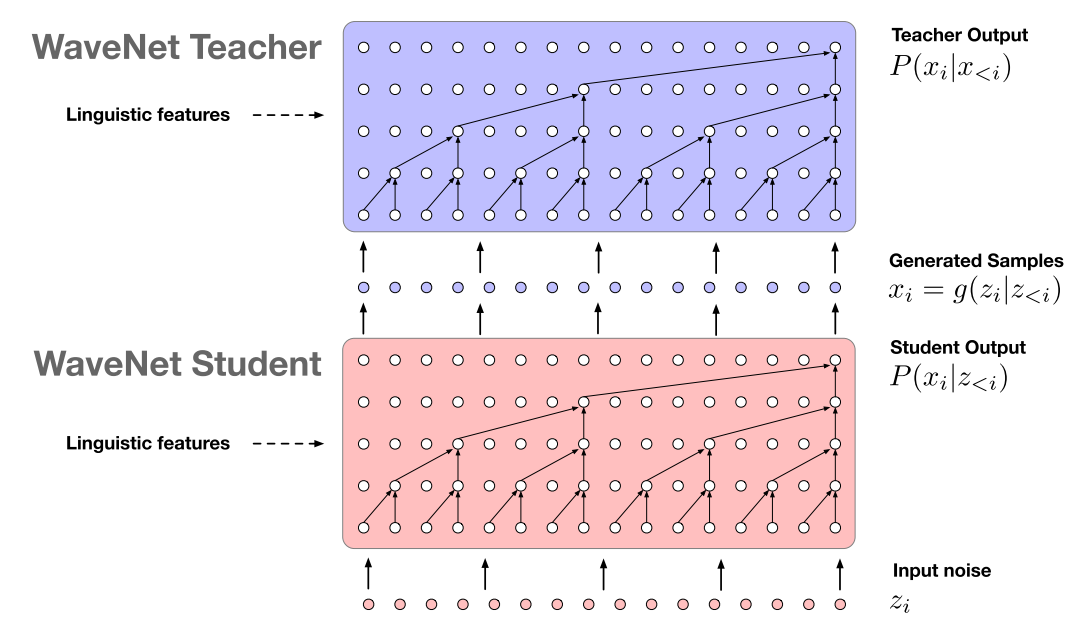 WaveNet Teacher
Teacher Output
P(x_i|x_{<i})
Linguistic features
Generated Samples
x_i = g(z_i|z_{<i})
WaveNet Student
Student Output
P(x_i|z_{<i})
Linguistic features
Input noise
z_i